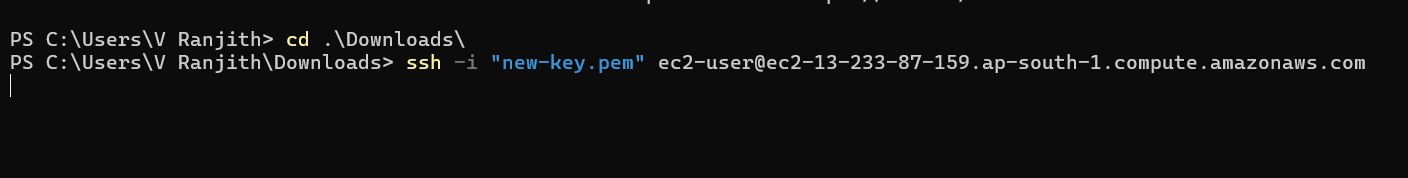 PS C:\Users\V Ranjith> cd .\Downloads\
PS C:\Users\V Ranjith\Downloads> ssh -i "new-key.pem" ec2-user@ec2-13-233-87-159.ap-south-1.compute.amazonaws.com